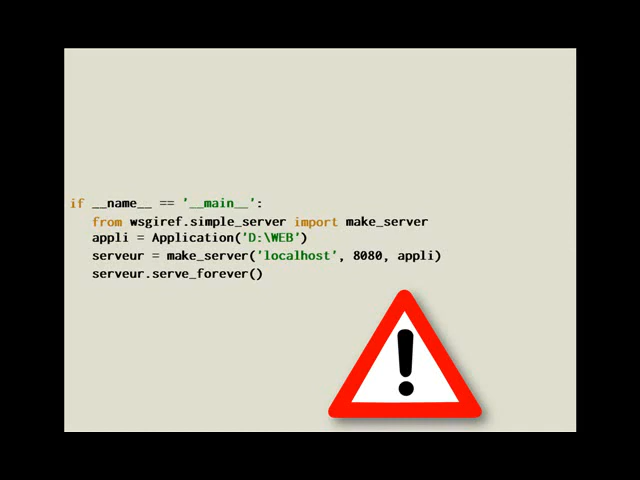 if __name__ == '__main__':
    from wsgiref.simple_server import make_server
    appli = Application('D:\WEB')
    serveur = make_server('localhost', 8080, appli)
    serveur.serve_forever()